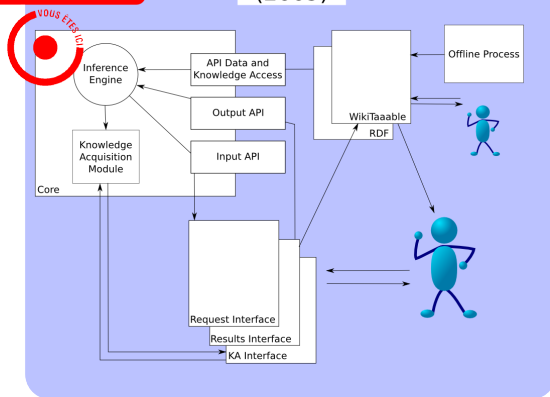 VOUS ÊTES ICI
Inference
Engine
API Data and
Knowledge Access
Output API
Input API
Knowledge
Acquisition
Module
Core
WikiTaaable
RDF
Offline Process
Request Interface
Results Interface
KA Interface